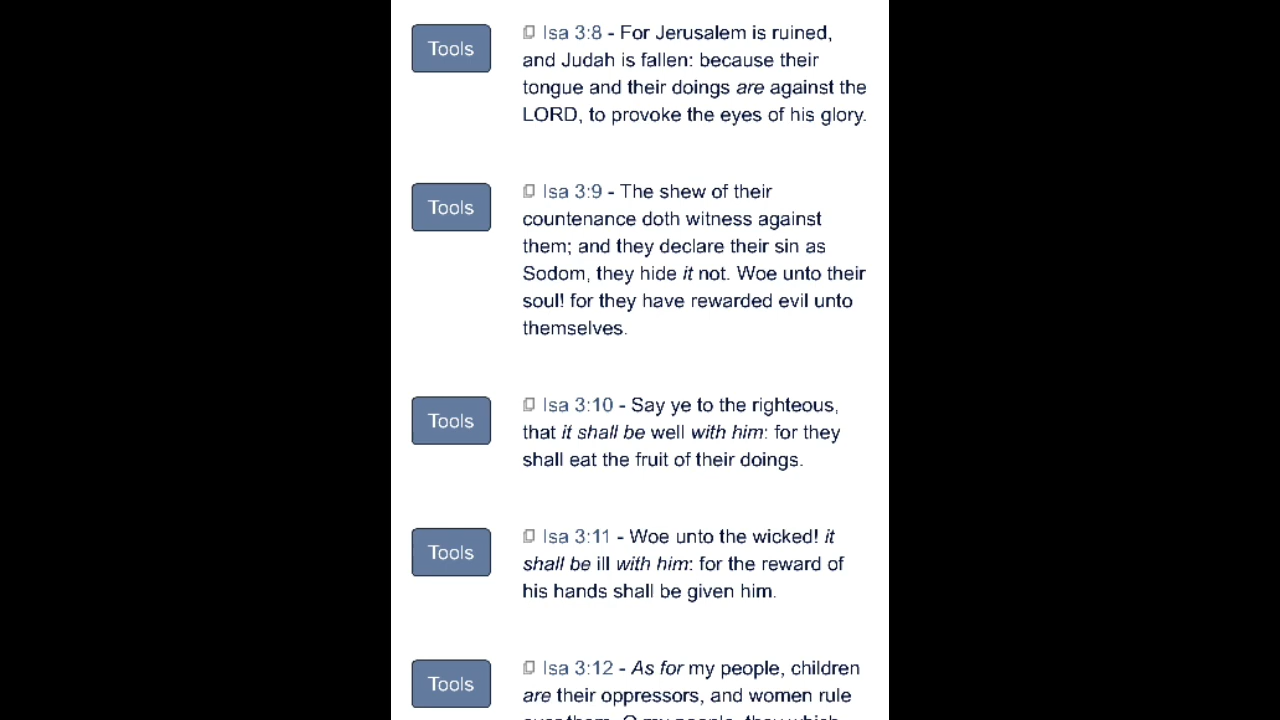 Tools
Isa 3:8 - For Jerusalem is ruined,
and Judah is fallen: because their
tongue and their doings are against the
LORD, to provoke the eyes of his glory.
Tools
Isa 3:9 - The shew of their
countenance doth witness against
them; and they declare their sin as
Sodom, they hide it not. Woe unto their
soul! for they have rewarded evil unto
themselves.
Tools
Isa 3:10 - Say ye to the righteous,
that it shall be well with him: for they
shall eat the fruit of their doings.
Tools
Isa 3:11 - Woe unto the wicked! it
shall be ill with him: for the reward of
his hands shall be given him.
Tools
Isa 3:12 - As for my people, children
are their oppressors, and women rule
over them. O my people, they which